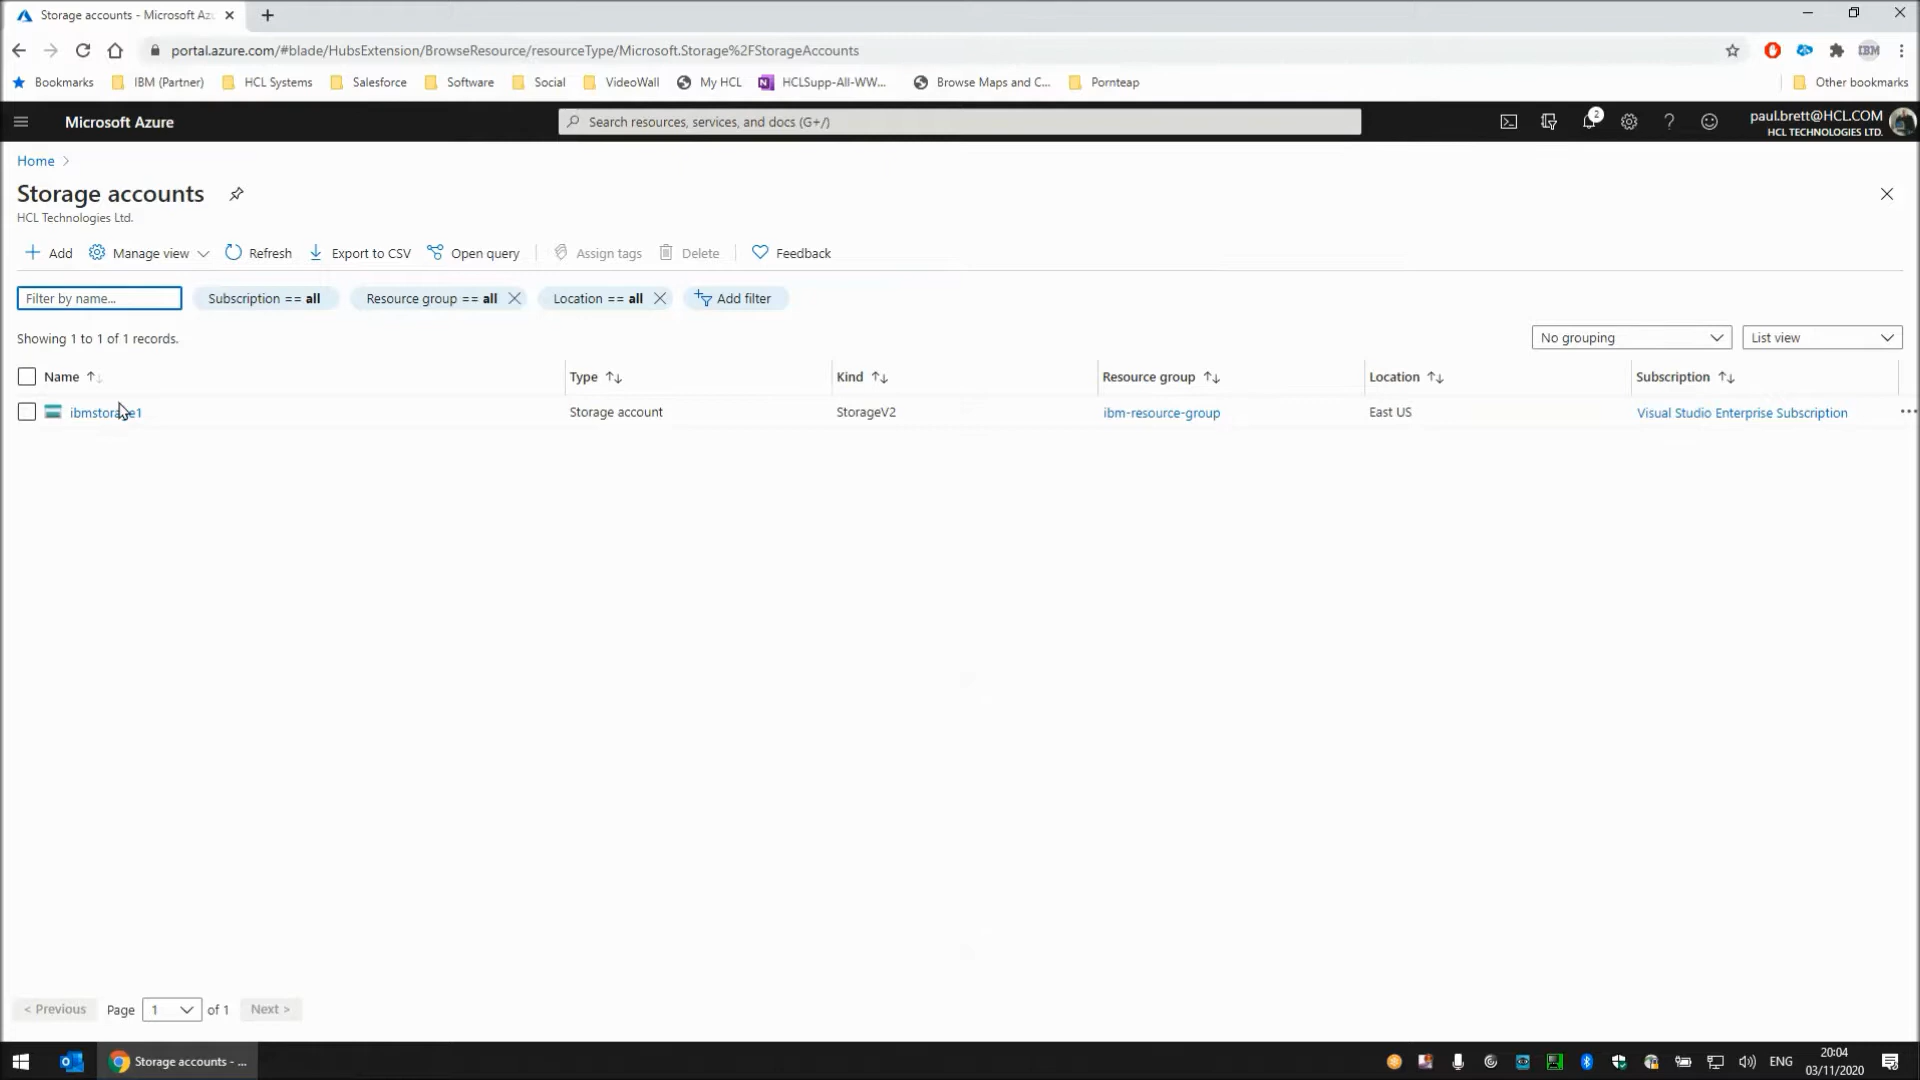 Storage accounts - Microsoft Az
portal.azure.com/#blade/HubsExtension/BrowseResource/resourceType/Microsoft.Storage%2FStorageAccounts
IBM
Bookmarks IBM (Partner) HCL Systems Salesforce Software Social VideoWall My HCL HCLSupp-All-WW... Browse Maps and C... Pornteap Other bookmarks
Microsoft Azure
Search resources, services, and docs (G+/)
2
paul.brett@HCL.COM
HCL TECHNOLOGIES LTD.
Home >
Storage accounts
HCL Technologies Ltd.
+ Add Manage view Refresh Export to CSV Open query Assign tags Delete Feedback
Filter by name... Subscription == all Resource group == all Location == all Add filter
Showing 1 to 1 of 1 records.
No grouping List view
Name Type Kind Resource group Location Subscription
ibmstorage1 Storage account StorageV2 ibm-resource-group East US Visual Studio Enterprise Subscription ...
< Previous Page 1 of 1 Next >
Storage accounts - ...
ENG
20:04
03/11/2020